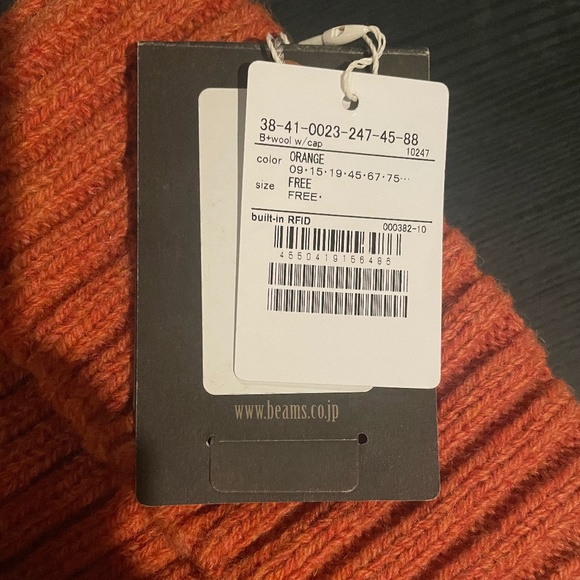 38-41-0023-247-45-88
B+wool w/cap 10247
color ORANGE
09・15・19・45・67・75…
size FREE
FREE・
built-in RFID 000382-10
4550419156486
www.beams.co.jp